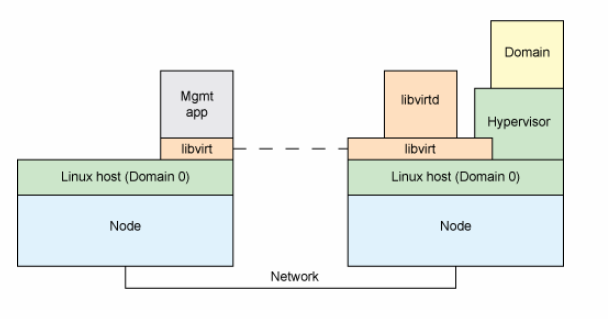 Domain
Mgmt
app
libvirtd
Hypervisor
libvirt
libvirt
Linux host (Domain 0)
Linux host (Domain 0)
Node
Node
Network